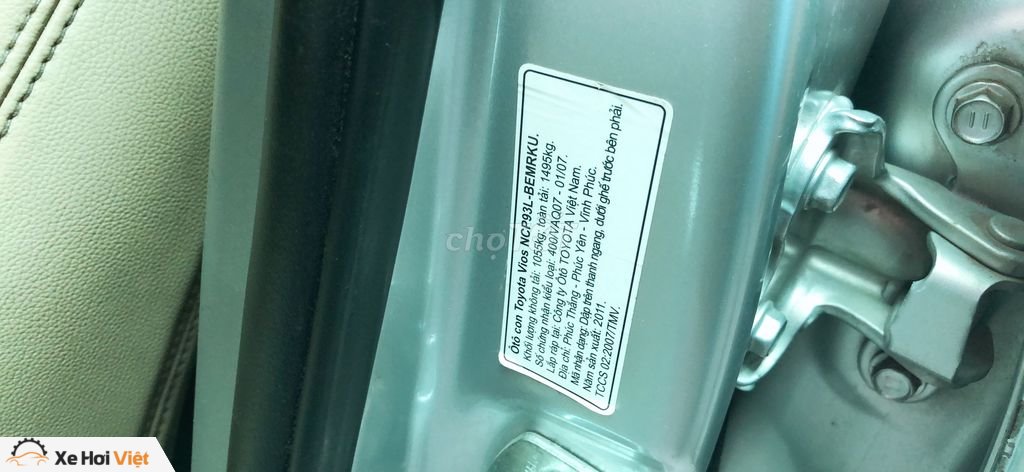 Ôtô con Toyota Vios NCP93L-BEMRKU.
Khối lượng không tải: 1055kg; toàn tải: 1495kg.
Số chứng nhận kiểu loại: 400/VAQ07 - 01/07.
Lắp ráp tại: Công ty Ôtô TOYOTA Việt Nam.
Địa chỉ: Phúc Thắng - Phúc Yên - Vĩnh Phúc.
Mã nhận dạng: Dập trên thanh ngang, dưới ghế trước bên phải.
Năm sản xuất: 2011.
TCCS 02:2007/TMV.
chợ
Xe Hơi Việt